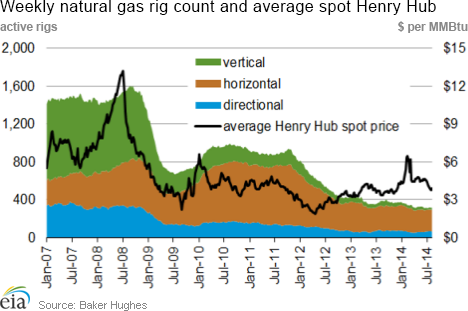 Weekly natural gas rig count and average spot Henry Hub
active rigs
$ per MMBtu
2,000
1,600
1,200
800
400
0
$15
$12
$9
$6
$3
$0
vertical
horizontal
directional
average Henry Hub spot price
Jan-07
Jul-07
Jan-08
Jul-08
Jan-09
Jul-09
Jan-10
Jul-10
Jan-11
Jul-11
Jan-12
Jul-12
Jan-13
Jul-13
Jan-14
Jul-14
eia
Source: Baker Hughes